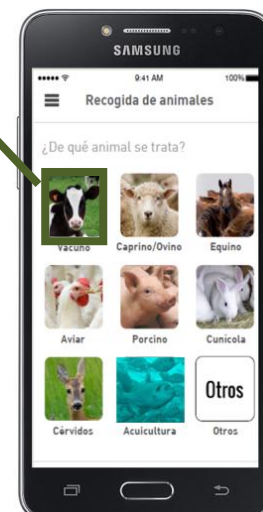 SAMSUNG
9:41 AM 100%
Recogida de animales
¿De qué animal se trata?
Vacuno Caprino/Ovino Equino
Aviar Porcino Cunicola
Otros
Cérvidos Acuicultura Otros